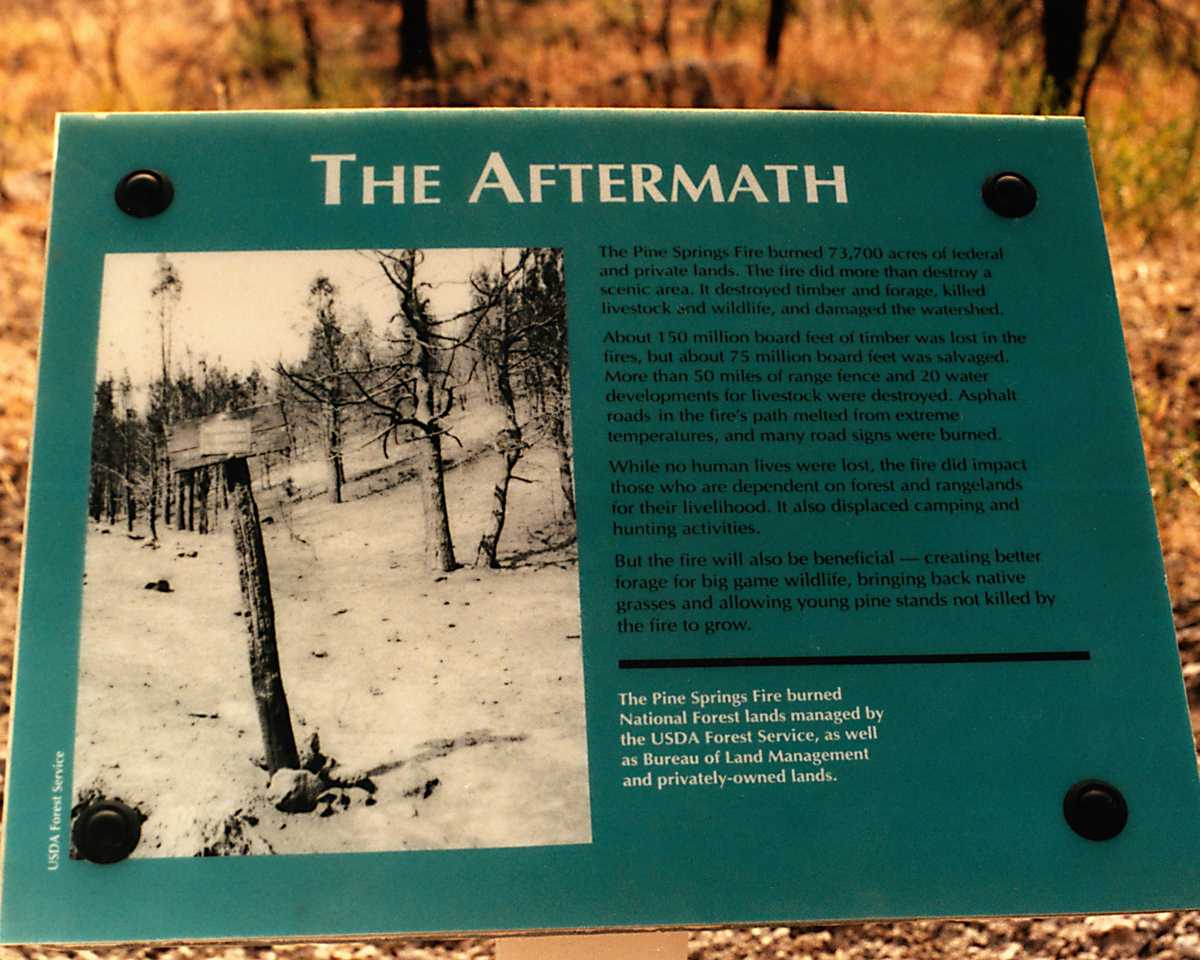 THE AFTERMATH
The Pine Springs Fire burned 73,700 acres of federal
and private lands. The fire did more than destroy a
scenic area. It destroyed timber and forage, killed
livestock and wildlife, and damaged the watershed.
About 150 million board feet of timber was lost in the
fires, but about 75 million board feet was salvaged.
More than 50 miles of range fence and 20 water
developments for livestock were destroyed. Asphalt
roads in the fire's path melted from extreme
temperatures, and many road signs were burned.
While no human lives were lost, the fire did impact
those who are dependent on forest and rangelands
for their livelihood. It also displaced camping and
hunting activities.
But the fire will also be beneficial — creating better
forage for big game wildlife, bringing back native
grasses and allowing young pine stands not killed by
the fire to grow.
The Pine Springs Fire burned
National Forest lands managed by
the USDA Forest Service, as well
as Bureau of Land Management
and privately-owned lands.
USDA Forest Service